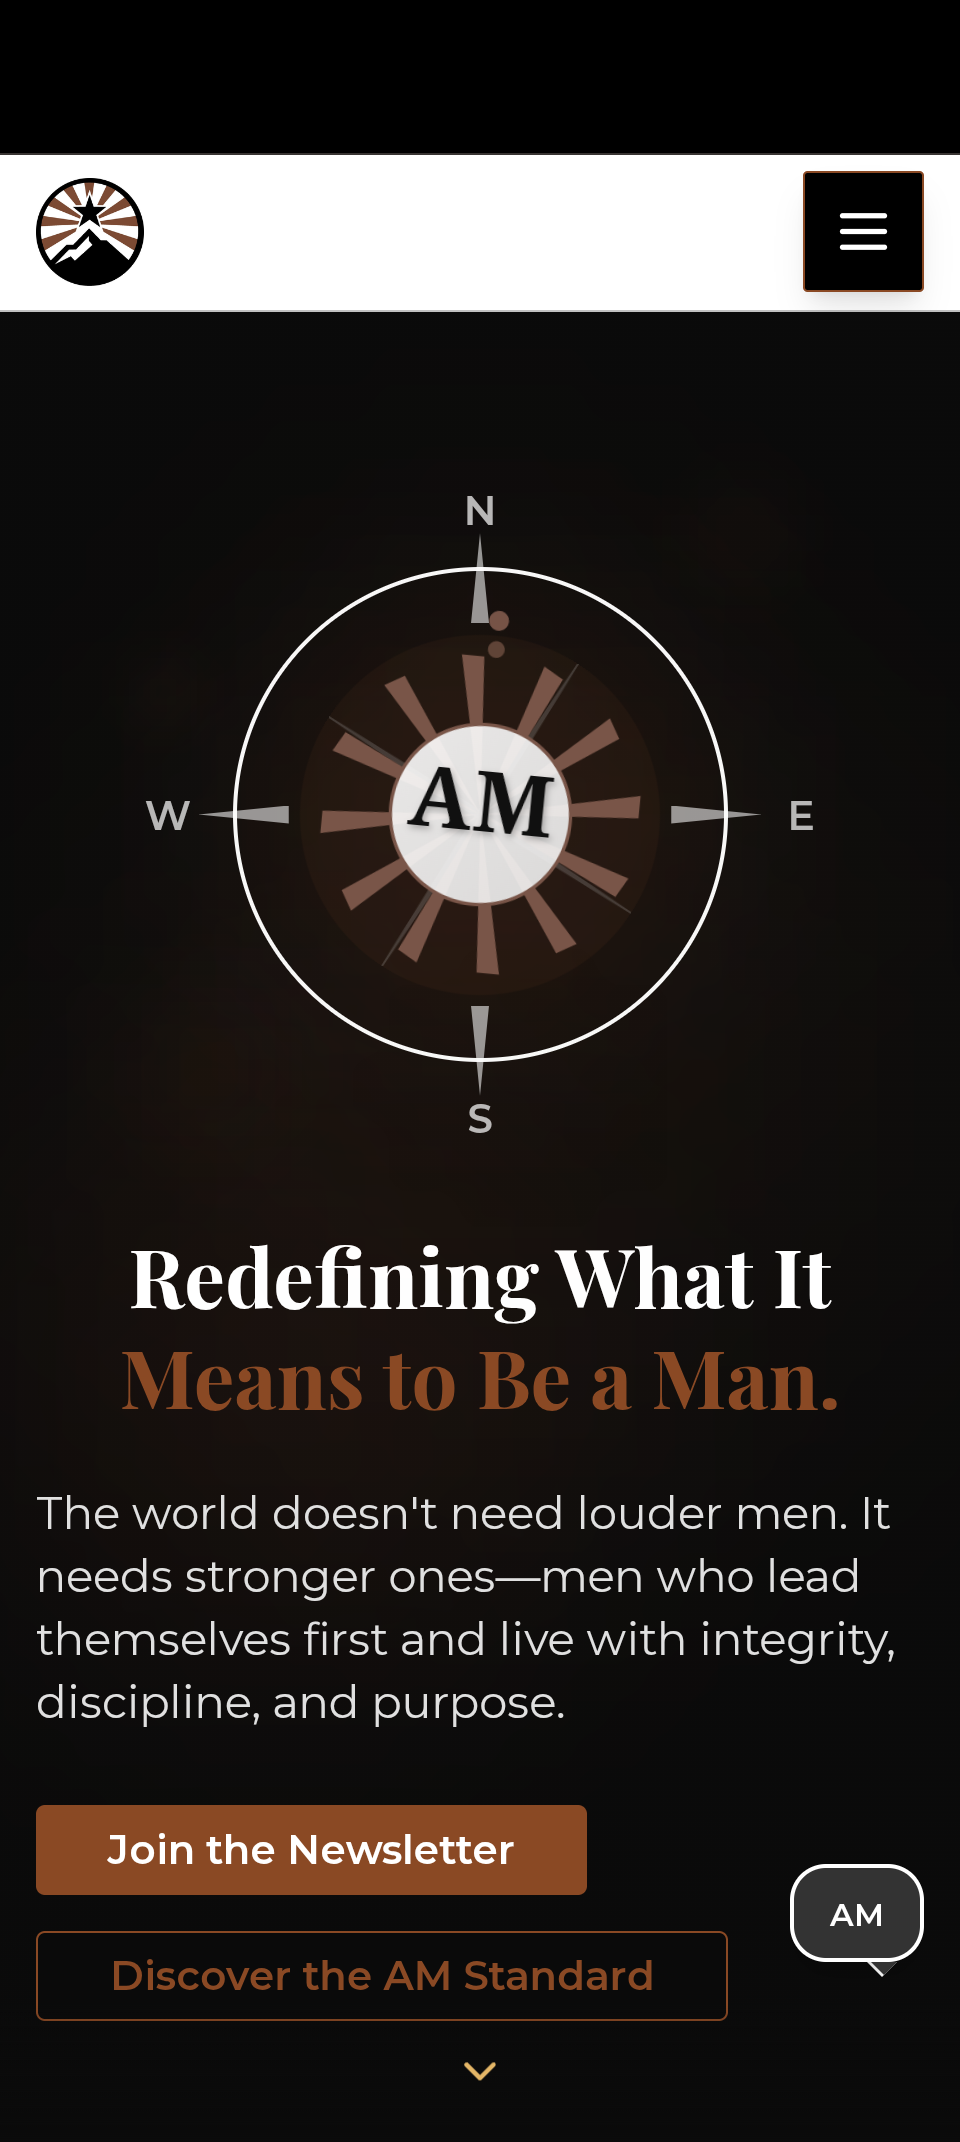 N
W
AM
E
S
Redefining What It
Means to Be a Man.
The world doesn't need louder men. It
needs stronger ones—men who lead
themselves first and live with integrity,
discipline, and purpose.
Join the Newsletter
AM
Discover the AM Standard